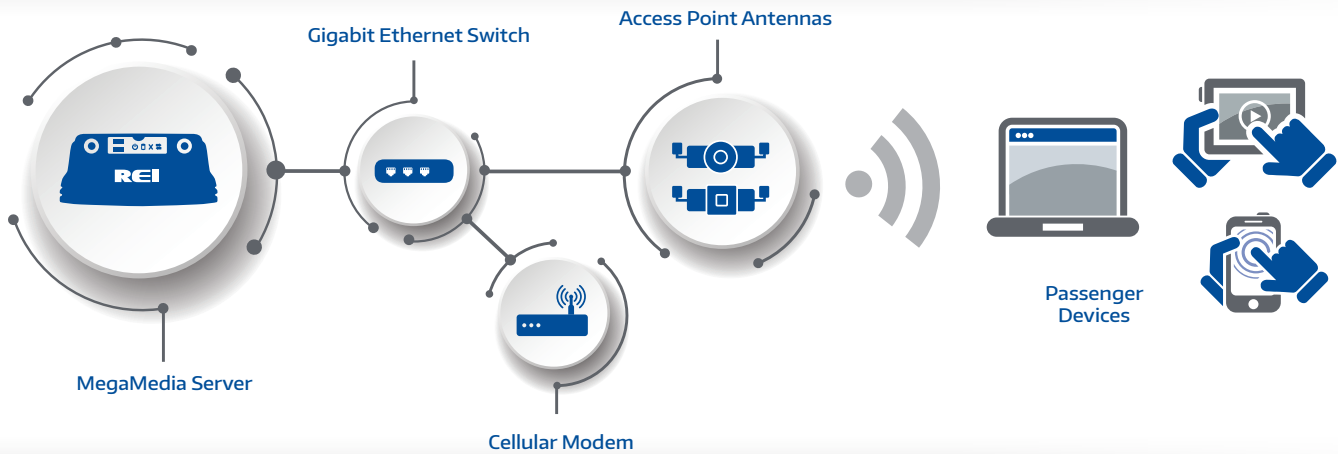 Access Point Antennas
Gigabit Ethernet Switch
REI
MegaMedia Server
Cellular Modem
Passenger
Devices